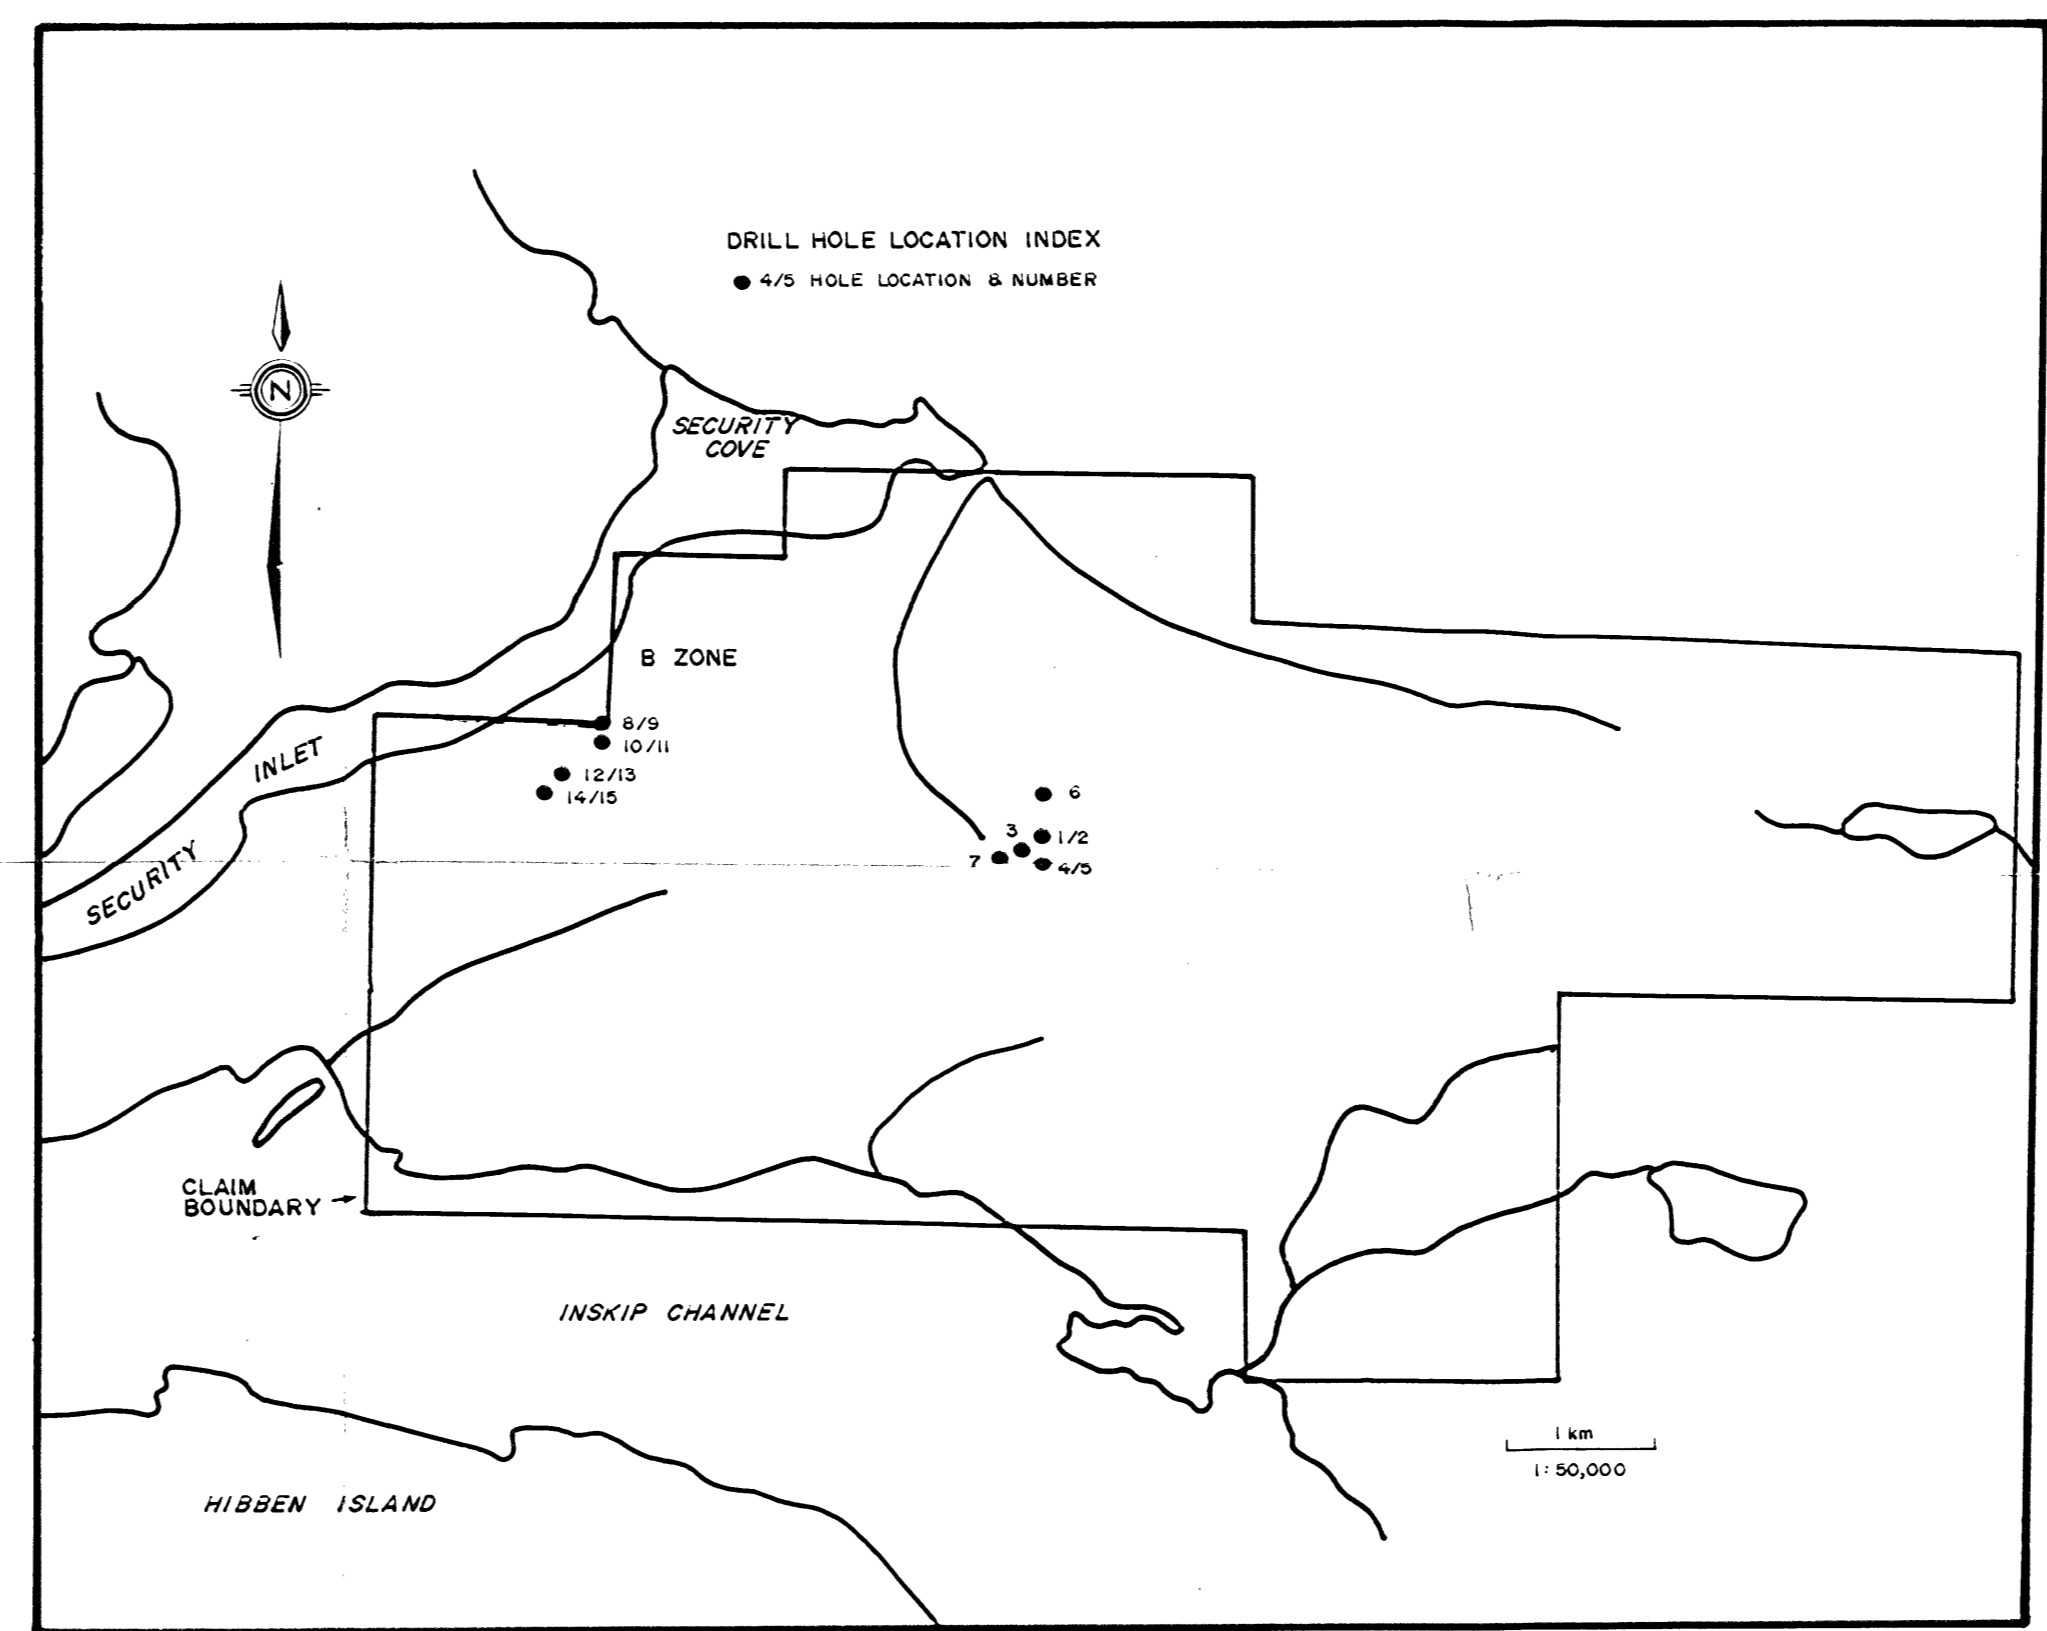 DRILL HOLE LOCATION INDEX
4/5 HOLE LOCATION & NUMBER
N
SECURITY
COVE
B ZONE
8/9
10/11
12/13
14/15
INLET
SECURITY
6
3
1/2
7
4/5
CLAIM
BOUNDARY
INSKIP CHANNEL
1 km
1:50,000
HIBBEN ISLAND